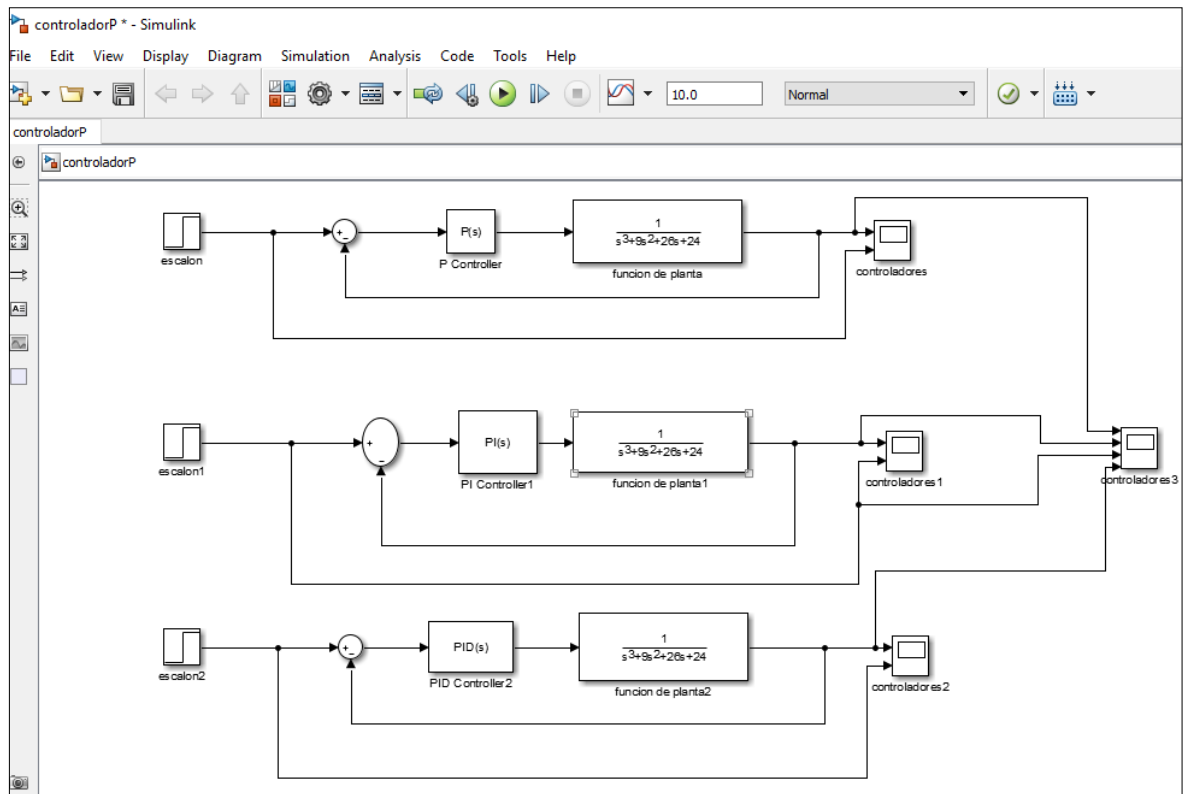 controladorP * - Simulink
File Edit View Display Diagram Simulation Analysis Code Tools Help
10.0 Normal
controladorP
controladorP
escalon
+
-
P(s)
P Controller
1
s³+9s²+26s+24
funcion de planta
controladores
escalon1
+
-
PI(s)
PI Controller1
1
s³+9s²+26s+24
funcion de planta1
controladores1
controladores3
escalon2
+
-
PID(s)
PID Controller2
1
s³+9s²+26s+24
funcion de planta2
controladores2